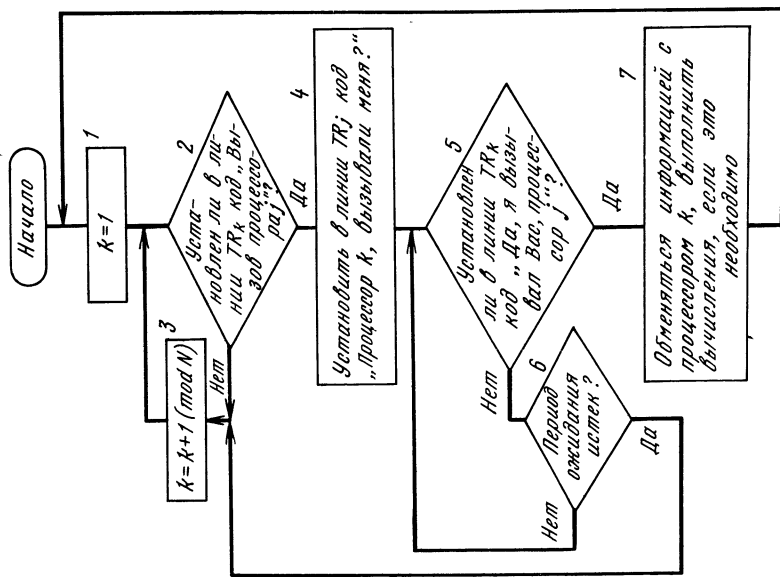 Начало
1
k=1
2
Уста-
новлен ли в ли-
нии TRk код „Вы-
зов процессо-
ра j“?
Да
Нет
3
k=k+1 (mod N)
4
Установить в линии TRj код
„Процессор k, вызывали меня?“
5
Установлен
ли в линии TRk
код „Да, я вызы-
вал Вас, процес-
сор j“?
Да
Нет
6
Период
ожидания
истек?
Нет
Да
7
Обменяться информацией с
процессором k, выполнить
вычисления, если это
необходимо